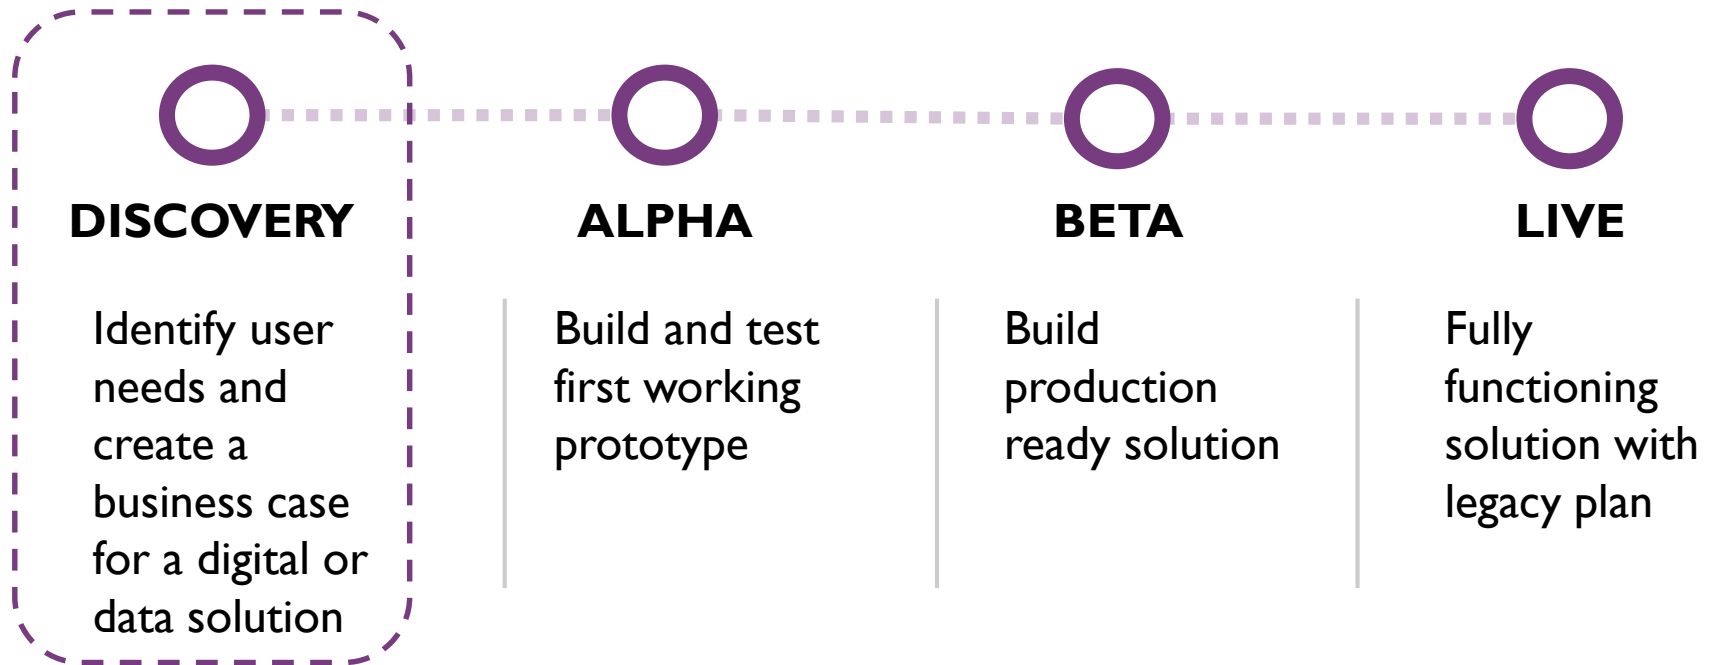 DISCOVERY
Identify user
needs and
create a
business case
for a digital or
data solution
ALPHA
Build and test
first working
prototype
BETA
Build
production
ready solution
LIVE
Fully
functioning
solution with
legacy plan